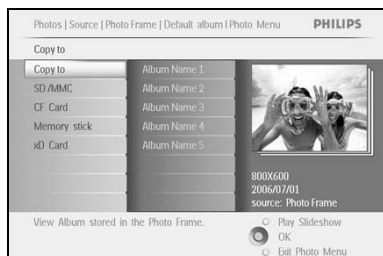 Photos | Source | Photo Frame | Default album | Photo Menu PHILIPS
Copy to
Copy to Album Name 1
SD/MMC Album Name 2
CF Card Album Name 3
Memory stick Album Name 4
xD Card Album Name 5
800X600
2006/07/01
source: Photo Frame
View Album stored in the Photo Frame.
Play Slideshow
OK
Exit Photo Menu